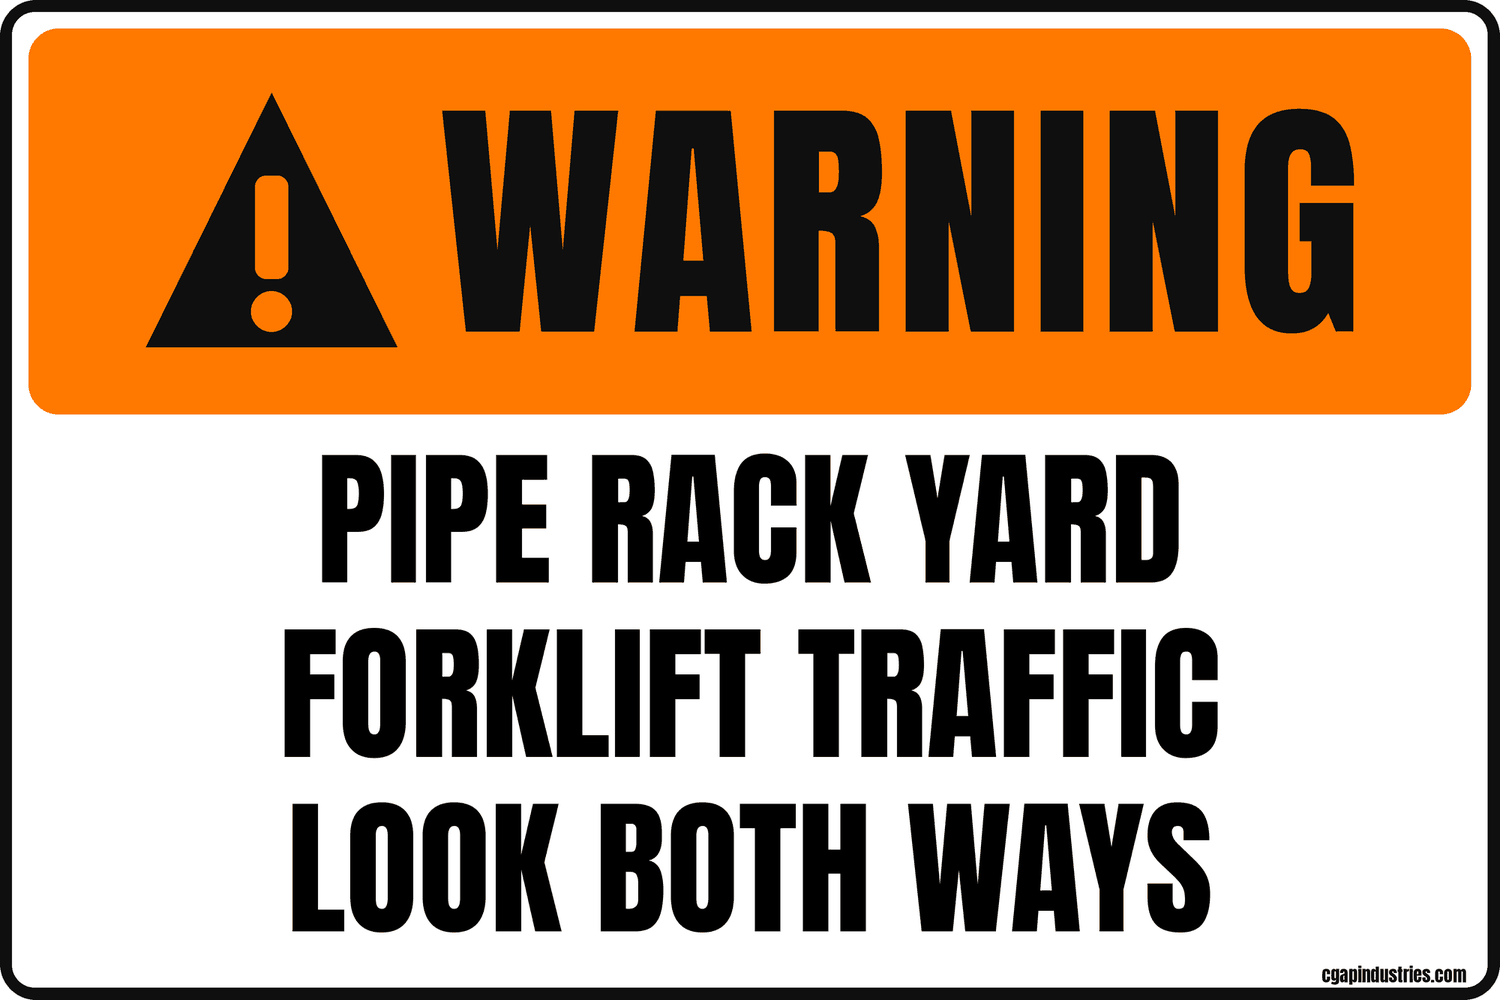 WARNING
PIPE RACK YARD
FORKLIFT TRAFFIC
LOOK BOTH WAYS
cgapindustries.com